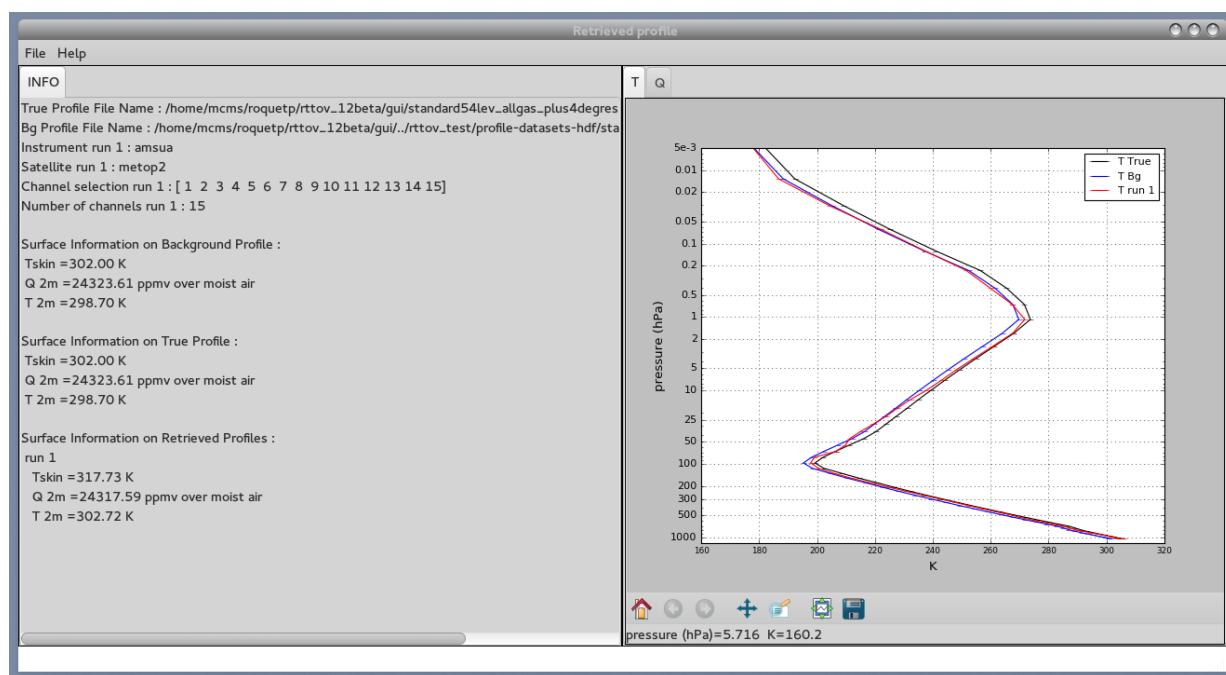 Retrieved profile
File Help
INFO
True Profile File Name : /home/mcms/roquetp/rttov_12beta/gui/standard54lev_allgas_plus4degres
Bg Profile File Name : /home/mcms/roquetp/rttov_12beta/gui/../rttov_test/profile-datasets-hdf/sta
Instrument run 1 : amsua
Satellite run 1 : metop2
Channel selection run 1 : [ 1 2 3 4 5 6 7 8 9 10 11 12 13 14 15]
Number of channels run 1 : 15
Surface Information on Background Profile :
Tskin =302.00 K
Q 2m =24323.61 ppmv over moist air
T 2m =298.70 K
Surface Information on True Profile :
Tskin =302.00 K
Q 2m =24323.61 ppmv over moist air
T 2m =298.70 K
Surface Information on Retrieved Profiles :
run 1
Tskin =317.73 K
Q 2m =24317.59 ppmv over moist air
T 2m =302.72 K
T Q
T True
T Bg
T run 1
pressure (hPa)
5e-3
0.01
0.02
0.05
0.1
0.2
0.5
1
2
5
10
25
50
100
200
300
500
1000
160 180 200 220 240 260 280 300 320
K
pressure (hPa)=5.716 K=160.2